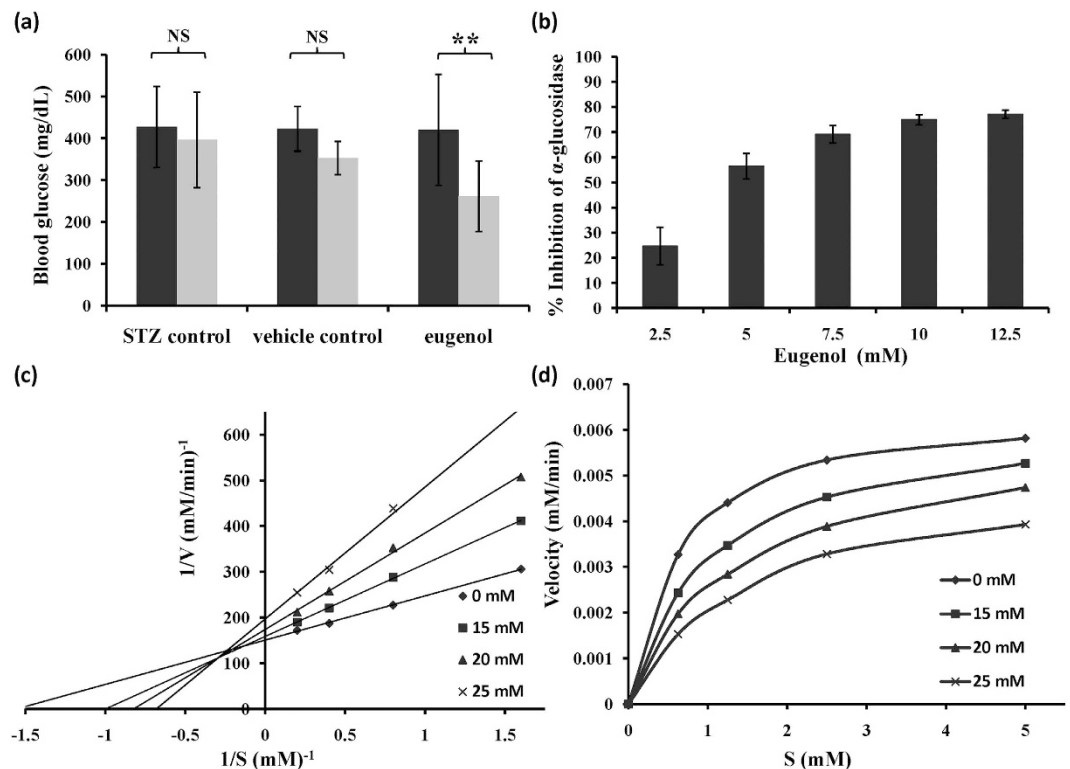 (a)
NS
NS
**
600
500
400
300
200
100
0
Blood glucose (mg/dL)
STZ control
vehicle control
eugenol
(b)
100
90
80
70
60
50
40
30
20
10
0
% Inhibition of α-glucosidase
2.5
5
7.5
10
12.5
Eugenol (mM)
(c)
600
500
400
300
200
100
0
1/V (mM/min)-1
-1.5
-1
-0.5
0
0.5
1
1.5
1/S (mM)-1
0 mM
15 mM
20 mM
25 mM
(d)
0.007
0.006
0.005
0.004
0.003
0.002
0.001
0
Velocity (mM/min)
0
1
2
3
4
5
S (mM)
0 mM
15 mM
20 mM
25 mM